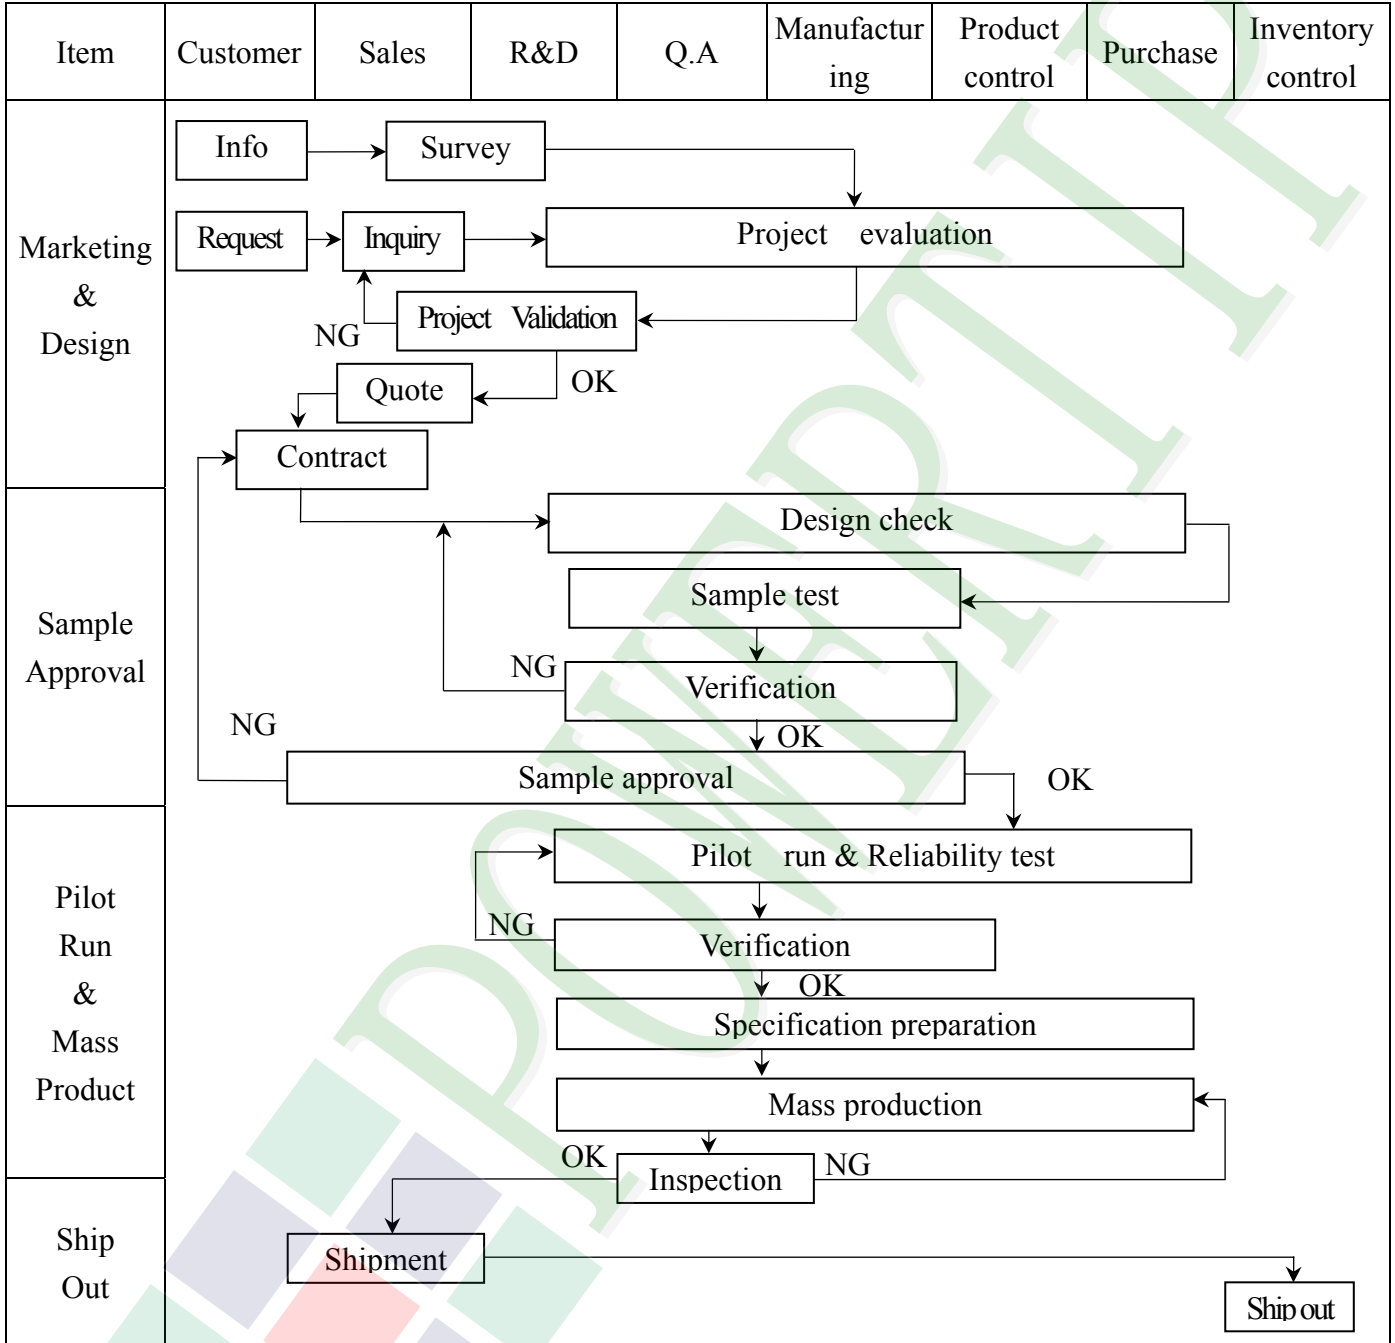 Item
Customer
Sales
R&D
Q.A
Manufactur
ing
Product
control
Purchase
Inventory
control
Marketing
&
Design
Info
Survey
Request
Inquiry
Project evaluation
NG
Project Validation
Quote
OK
Contract
Sample
Approval
Design check
Sample test
NG
Verification
NG
OK
Sample approval
OK
Pilot
Run
&
Mass
Product
Pilot run & Reliability test
NG
Verification
OK
Specification preparation
Mass production
OK
Inspection
NG
Ship
Out
Shipment
Ship out
POWERTIP